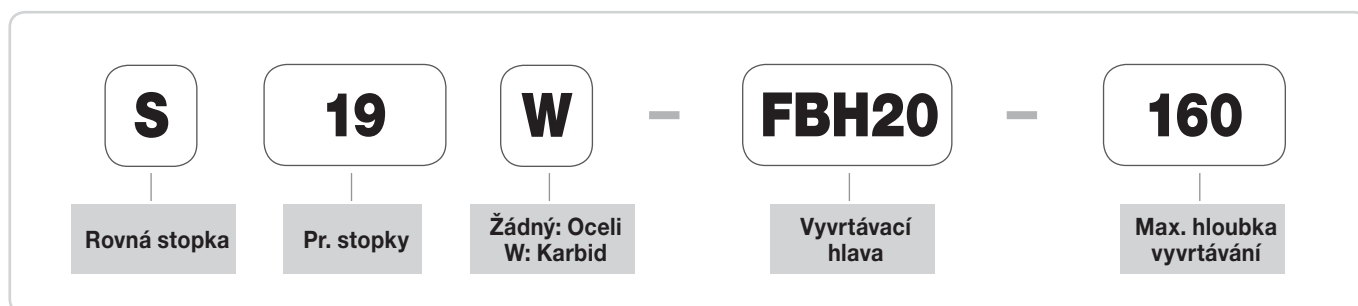 S 19 W – FBH20 – 160
Rovná stopka
Pr. stopky
Žádný: Oceli
W: Karbid
Vyvrtávací
hlava
Max. hloubka
vyvrtávání